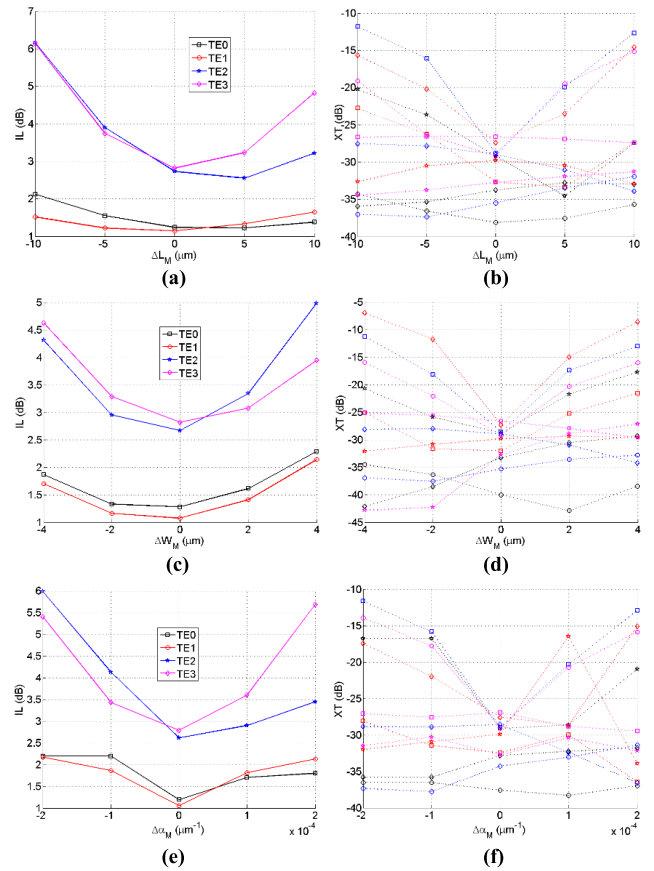 7
6
5
4
3
2
1
IL (dB)
TE0
TE1
TE2
TE3
-10 -5 0 5 10
ΔL_M (μm)
(a)
-10
-15
-20
-25
-30
-35
-40
XT (dB)
-10 -5 0 5 10
ΔL_M (μm)
(b)
5
4.5
4
3.5
3
2.5
2
1.5
1
IL (dB)
TE0
TE1
TE2
TE3
-4 -2 0 2 4
ΔW_M (μm)
(c)
-5
-10
-15
-20
-25
-30
-35
-40
-45
XT (dB)
-4 -2 0 2 4
ΔW_M (μm)
(d)
6
5.5
5
4.5
4
3.5
3
2.5
2
1.5
1
IL (dB)
TE0
TE1
TE2
TE3
-2 -1 0 1 2
Δα_M (μm⁻¹)
x 10⁻⁴
(e)
-10
-15
-20
-25
-30
-35
-40
XT (dB)
-2 -1 0 1 2
Δα_M (μm⁻¹)
x 10⁻⁴
(f)